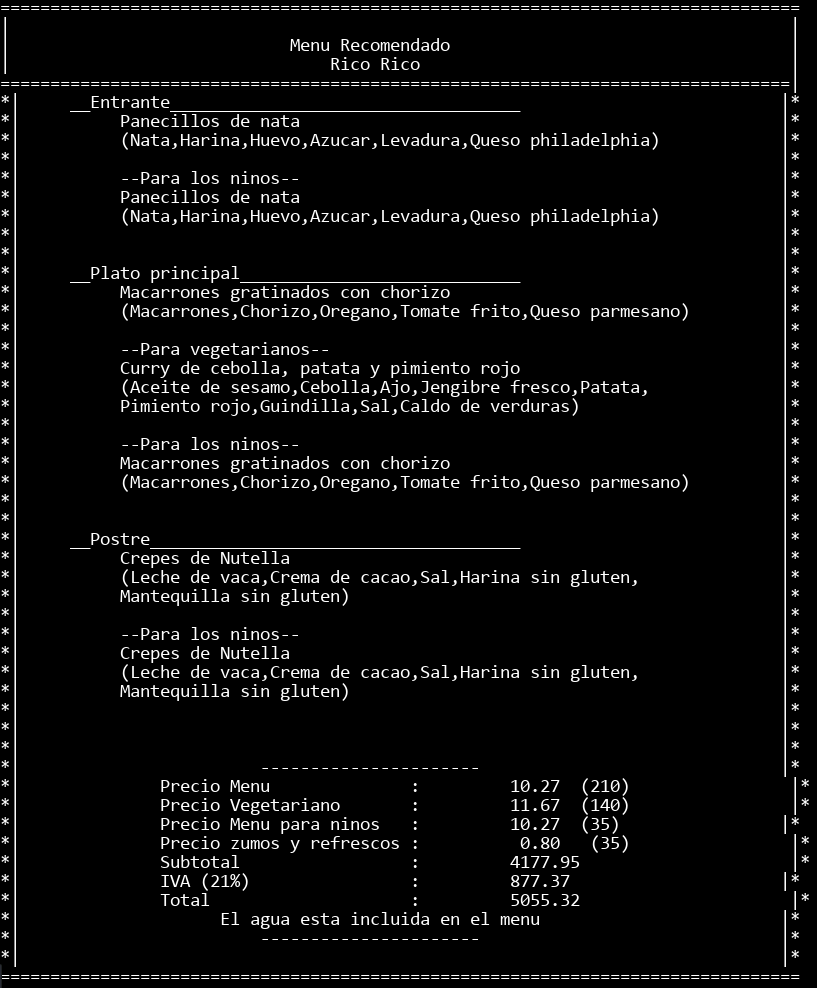 Menu Recomendado
Rico Rico
__Entrante___________________________________
Panecillos de nata
(Nata,Harina,Huevo,Azucar,Levadura,Queso philadelphia)
--Para los ninos--
Panecillos de nata
(Nata,Harina,Huevo,Azucar,Levadura,Queso philadelphia)
__Plato principal____________________________
Macarrones gratinados con chorizo
(Macarrones,Chorizo,Oregano,Tomate frito,Queso parmesano)
--Para vegetarianos--
Curry de cebolla, patata y pimiento rojo
(Aceite de sesamo,Cebolla,Ajo,Jengibre fresco,Patata,
Pimiento rojo,Guindilla,Sal,Caldo de verduras)
--Para los ninos--
Macarrones gratinados con chorizo
(Macarrones,Chorizo,Oregano,Tomate frito,Queso parmesano)
__Postre_____________________________________
Crepes de Nutella
(Leche de vaca,Crema de cacao,Sal,Harina sin gluten,
Mantequilla sin gluten)
--Para los ninos--
Crepes de Nutella
(Leche de vaca,Crema de cacao,Sal,Harina sin gluten,
Mantequilla sin gluten)
----------------------
Precio Menu : 10.27 (210)
Precio Vegetariano : 11.67 (140)
Precio Menu para ninos : 10.27 (35)
Precio zumos y refrescos : 0.80 (35)
Subtotal : 4177.95
IVA (21%) : 877.37
Total : 5055.32
El agua esta incluida en el menu
----------------------